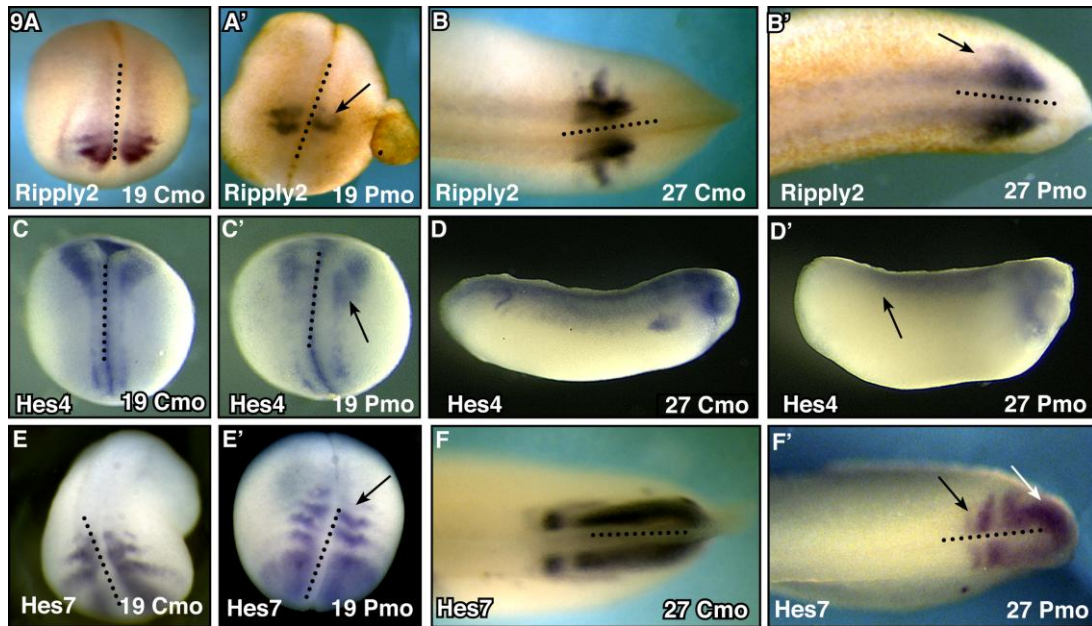 9A
Ripply2 19 Cmo
A'
Ripply2 19 Pmo
B
Ripply2 27 Cmo
B'
Ripply2 27 Pmo
C
Hes4 19 Cmo
C'
Hes4 19 Pmo
D
Hes4 27 Cmo
D'
Hes4 27 Pmo
E
Hes7 19 Cmo
E'
Hes7 19 Pmo
F
Hes7 27 Cmo
F'
Hes7 27 Pmo